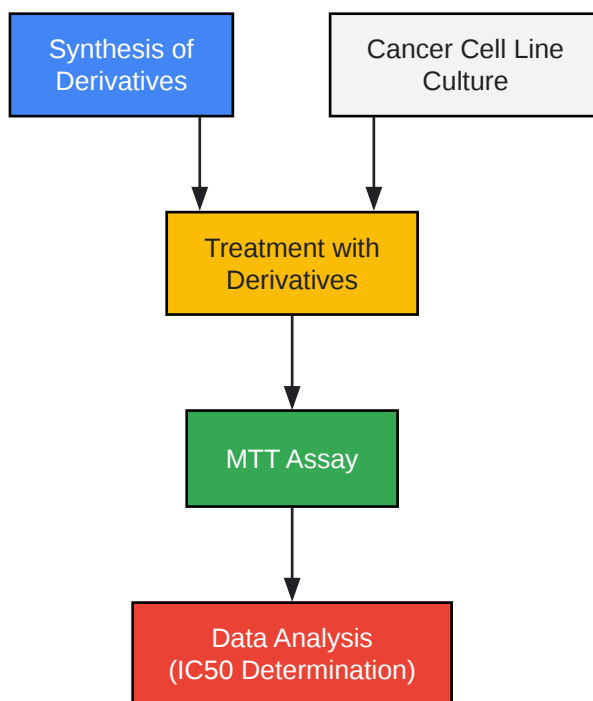 Synthesis of
Derivatives
Cancer Cell Line
Culture
Treatment with
Derivatives
MTT Assay
Data Analysis
(IC50 Determination)